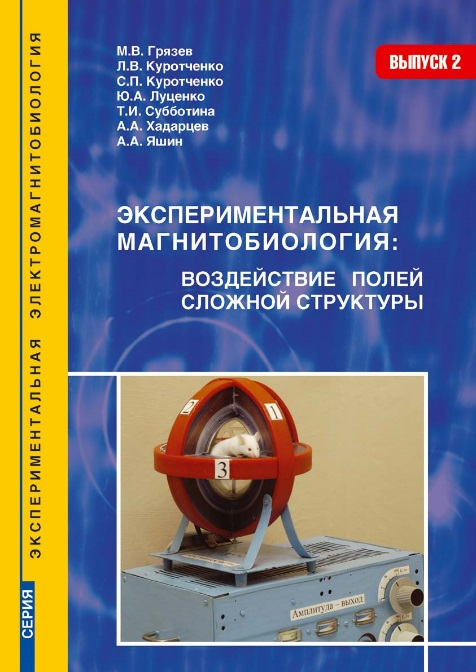 М.В. Грязев
Л.В. Куротченко
С.П. Куротченко
Ю.А. Луценко
Т.И. Субботина
А.А. Хадарцев
А.А. Яшин
ВЫПУСК 2
ЭКСПЕРИМЕНТАЛЬНАЯ
МАГНИТОБИОЛОГИЯ:
ВОЗДЕЙСТВИЕ ПОЛЕЙ
СЛОЖНОЙ СТРУКТУРЫ
СЕРИЯ ЭКСПЕРИМЕНТАЛЬНАЯ ЭЛЕКТРОМАГНИТОБИОЛОГИЯ
2
1
3
Амплитуда – выход